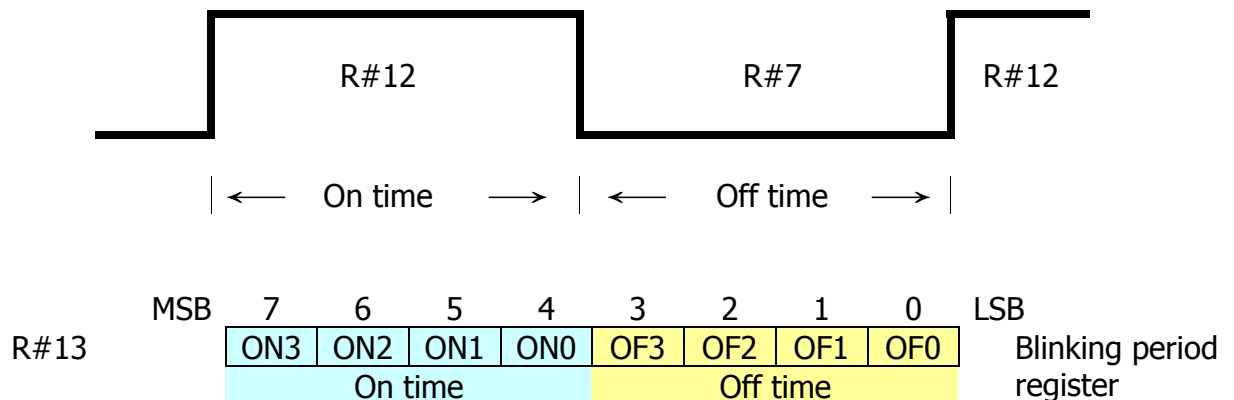 R#12 R#7 R#12
← On time → ← Off time →
MSB 7 6 5 4 3 2 1 0 LSB
R#13 ON3 ON2 ON1 ON0 OF3 OF2 OF1 OF0 Blinking period
On time Off time register